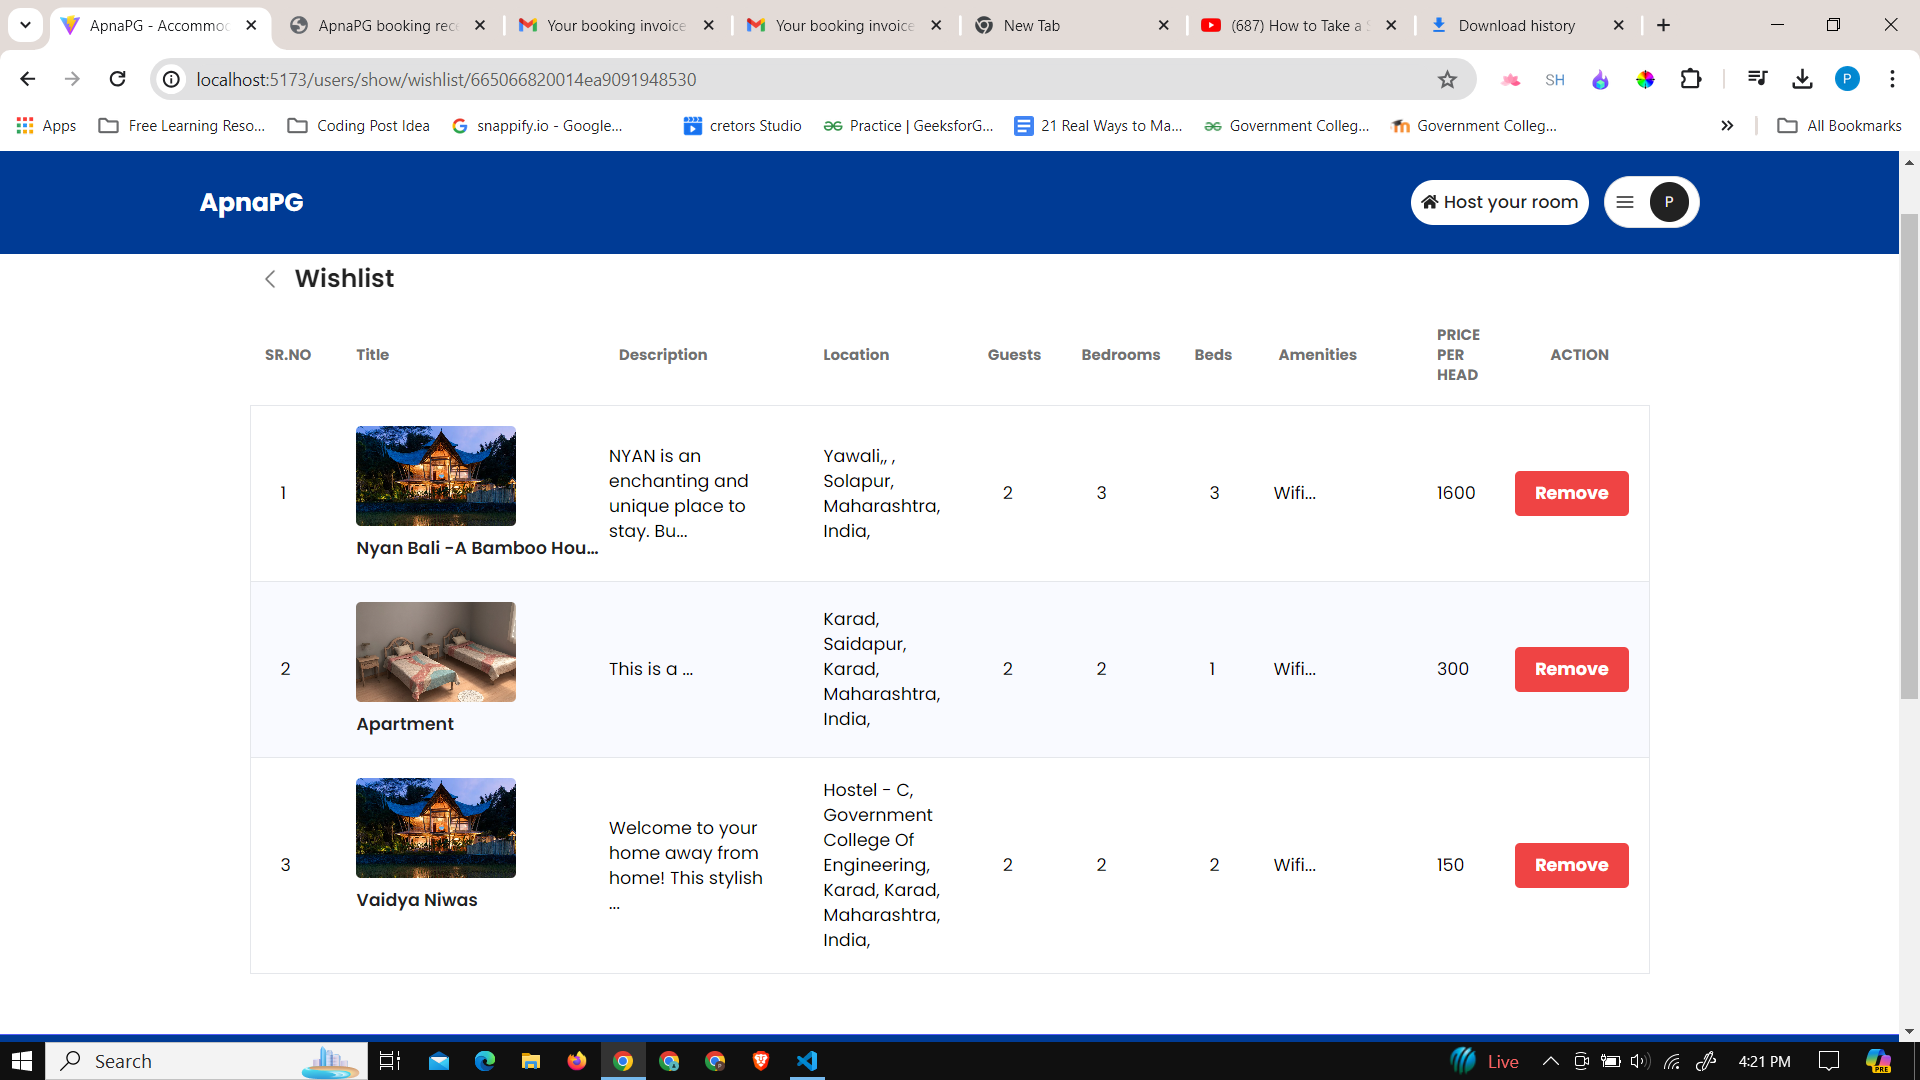 ApnaPG - Accommoc
ApnaPG booking rec
Your booking invoice
Your booking invoice
New Tab
(687) How to Take a S
Download history
localhost:5173/users/show/wishlist/665066820014ea9091948530
SH
P
Apps
Free Learning Reso...
Coding Post Idea
snappify.io - Google...
cretors Studio
Practice | GeeksforG...
21 Real Ways to Ma...
Government Colleg...
Government Colleg...
All Bookmarks
ApnaPG
Host your room
P
Wishlist
SR.NO Title Description Location Guests Bedrooms Beds Amenities PRICE PER HEAD ACTION
1
Nyan Bali -A Bamboo Hou...
NYAN is an
enchanting and
unique place to
stay. Bu...
Yawali,, ,
Solapur,
Maharashtra,
India,
2 3 3 Wifi... 1600 Remove
2
Apartment
This is a ...
Karad,
Saidapur,
Karad,
Maharashtra,
India,
2 2 1 Wifi... 300 Remove
3
Vaidya Niwas
Welcome to your
home away from
home! This stylish
...
Hostel - C,
Government
College Of
Engineering,
Karad, Karad,
Maharashtra,
India,
2 2 2 Wifi... 150 Remove
Search
Live
4:21 PM
PRE